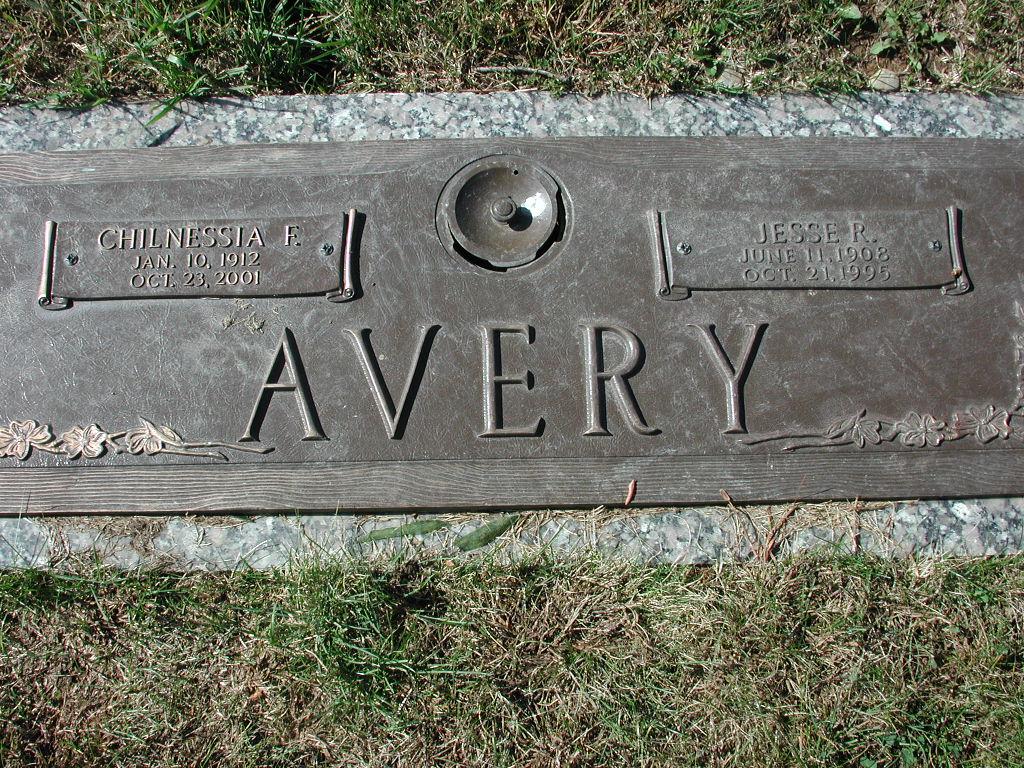 CHILNESSIA F.
JAN. 10, 1912
OCT. 23, 2001
JESSE R.
JUNE 11, 1908
OCT. 21, 1995
AVERY